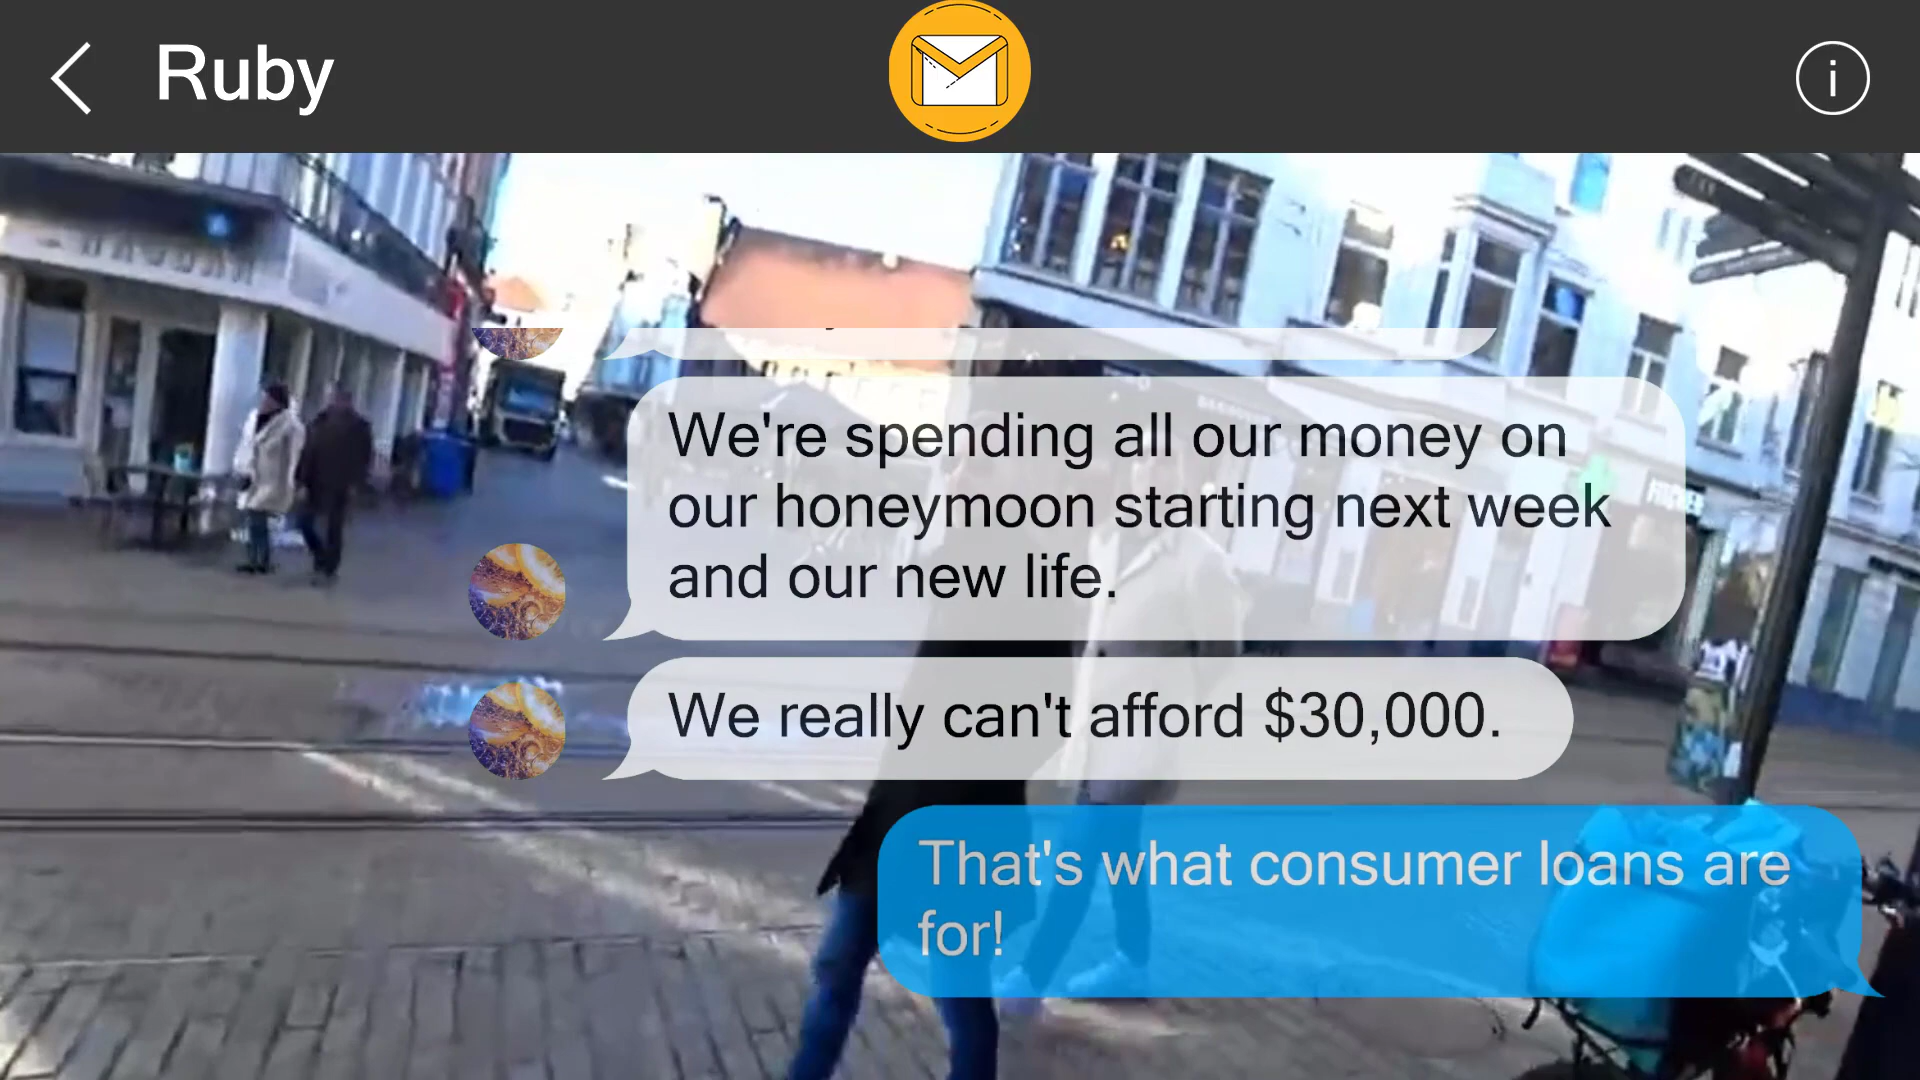 Ruby
We're spending all our money on
our honeymoon starting next week
and our new life.
We really can't afford $30,000.
That's what consumer loans are
for!